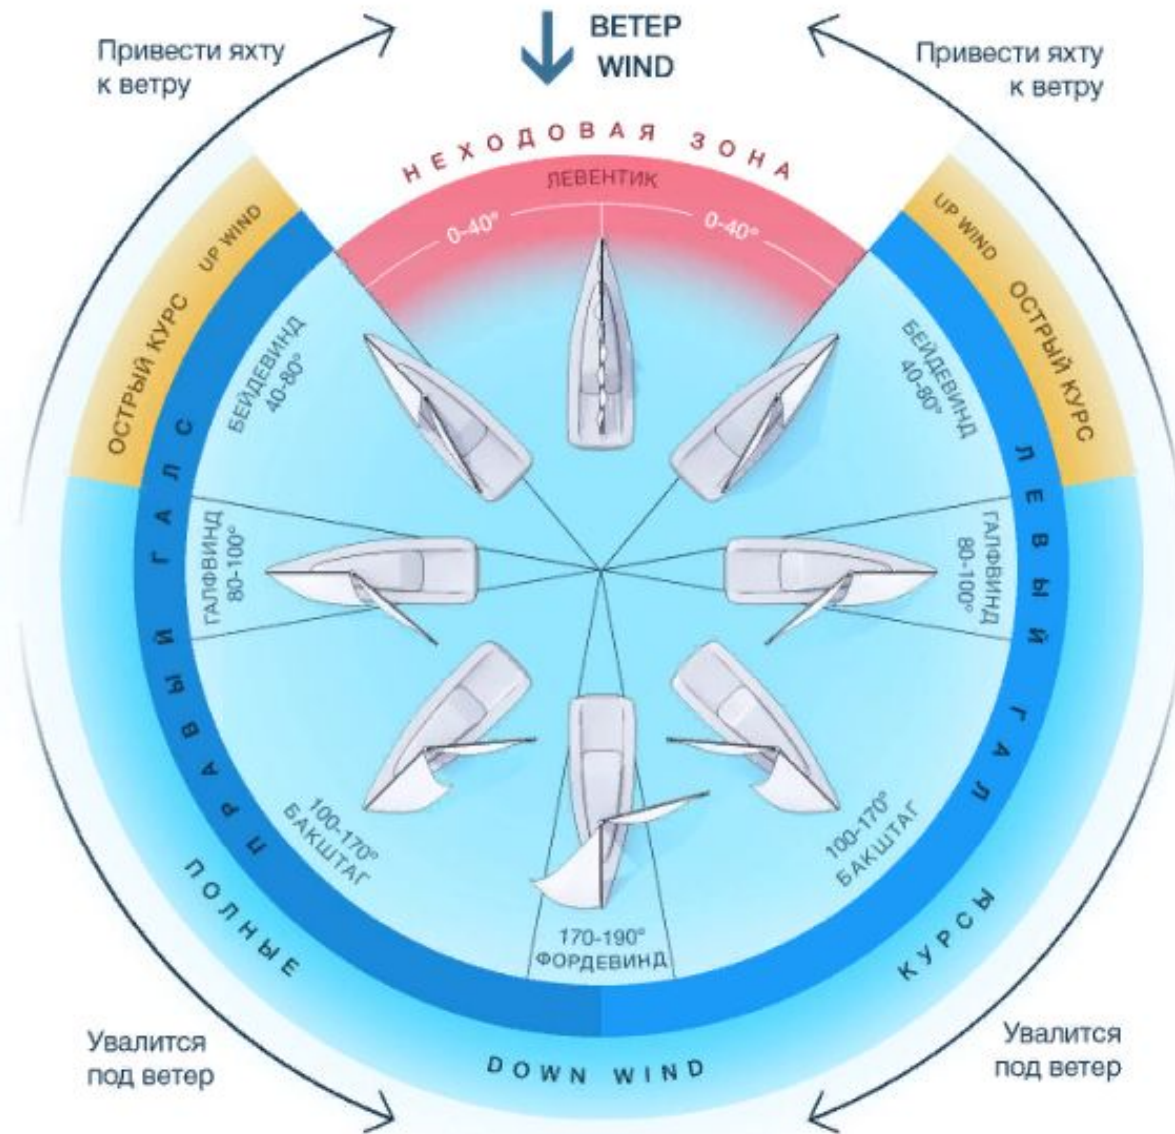 Привести яхту
к ветру
ВЕТЕР
WIND
Привести яхту
к ветру
НЕХОДОВАЯ ЗОНА
ЛЕВЕНТИК
0-40°
0-40°
UP WIND
ОСТРЫЙ КУРС
UP WIND
ОСТРЫЙ КУРС
БЕЙДЕВИНД
40-80°
БЕЙДЕВИНД
40-80°
ПРАВЫЙ ГАЛС
ЛЕВЫЙ ГАЛ
ГАЛФВИНД
80-100°
ГАЛФВИНД
80-100°
100-170°
БАКШТАГ
100-170°
БАКШТАГ
170-190°
ФОРДЕВИНД
ПОЛНЫЕ
КУРСЫ
DOWN WIND
Увалится
под ветер
Увалится
под ветер